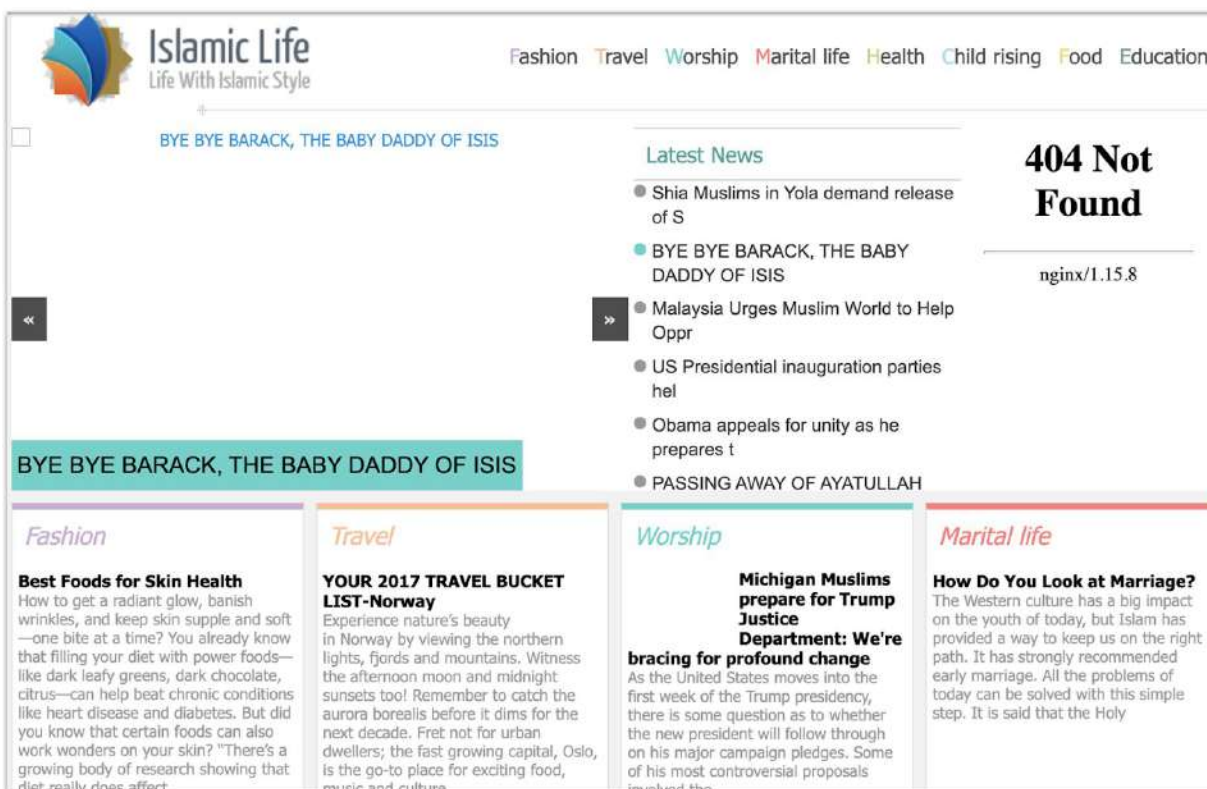 Islamic Life
Life With Islamic Style
Fashion Travel Worship Marital life Health Child rising Food Education
BYE BYE BARACK, THE BABY DADDY OF ISIS
«
»
BYE BYE BARACK, THE BABY DADDY OF ISIS
Latest News
Shia Muslims in Yola demand release
of S
BYE BYE BARACK, THE BABY
DADDY OF ISIS
Malaysia Urges Muslim World to Help
Oppr
US Presidential inauguration parties
hel
Obama appeals for unity as he
prepares t
PASSING AWAY OF AYATULLAH
404 Not
Found
nginx/1.15.8
Fashion
Best Foods for Skin Health
How to get a radiant glow, banish
wrinkles, and keep skin supple and soft
—one bite at a time? You already know
that filling your diet with power foods—
like dark leafy greens, dark chocolate,
citrus—can help beat chronic conditions
like heart disease and diabetes. But did
you know that certain foods can also
work wonders on your skin? "There's a
growing body of research showing that
diet really does affect
Travel
YOUR 2017 TRAVEL BUCKET
LIST-Norway
Experience nature's beauty
in Norway by viewing the northern
lights, fjords and mountains. Witness
the afternoon moon and midnight
sunsets too! Remember to catch the
aurora borealis before it dims for the
next decade. Fret not for urban
dwellers; the fast growing capital, Oslo,
is the go-to place for exciting food,
music and culture
Worship
Michigan Muslims
prepare for Trump
Justice
Department: We're
bracing for profound change
As the United States moves into the
first week of the Trump presidency,
there is some question as to whether
the new president will follow through
on his major campaign pledges. Some
of his most controversial proposals
involved the
Marital life
How Do You Look at Marriage?
The Western culture has a big impact
on the youth of today, but Islam has
provided a way to keep us on the right
path. It has strongly recommended
early marriage. All the problems of
today can be solved with this simple
step. It is said that the Holy